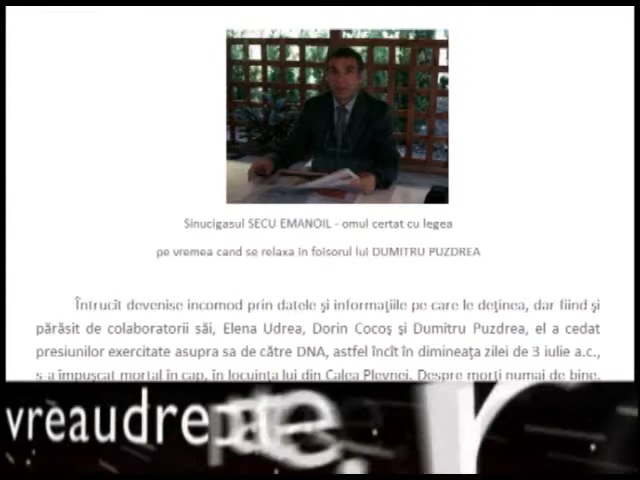 Sinucigasul SECU EMANOIL - omul certat cu legea
pe vremea cand se relaxa in foisorul lui DUMITRU PUZDREA
Întrucît devenise incomod prin datele şi informaţiile pe care le deţinea, dar fiind şi
părăsit de colaboratorii săi, Elena Udrea, Dorin Cocoş şi Dumitru Puzdrea, el a cedat
presiunilor exercitate asupra sa de către DNA, astfel încît în dimineaţa zilei de 3 iulie a.c.,
s-a împuşcat mortal în cap, în locuinţa lui din Calea Plevnei. Despre morţi numai de bine,